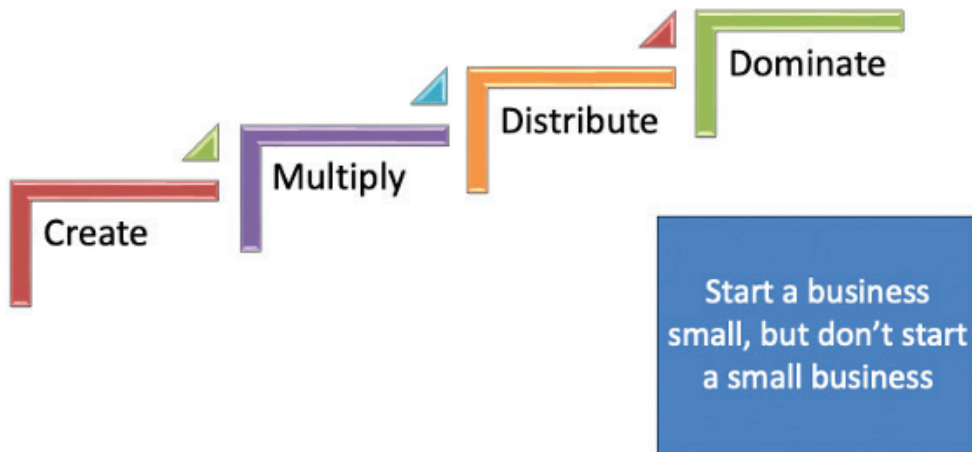 Create
Multiply
Distribute
Dominate
Start a business
small, but don’t start
a small business